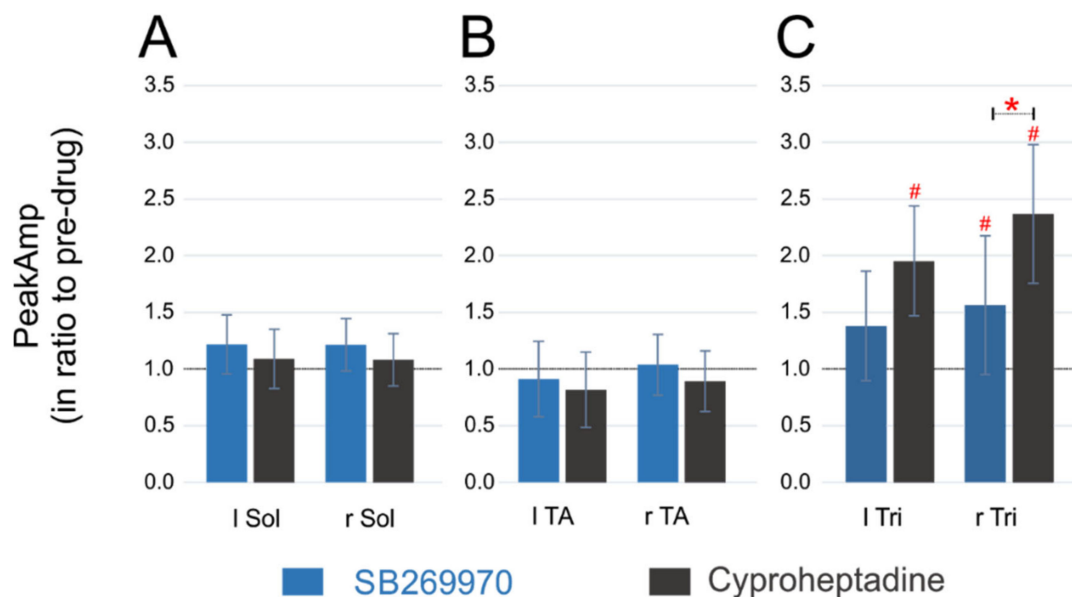 A B C
3.5 3.5 3.5
3.0 3.0 3.0
2.5 2.5 2.5
2.0 2.0 2.0
1.5 1.5 1.5
1.0 1.0 1.0
0.5 0.5 0.5
0.0 0.0 0.0
PeakAmp
(in ratio to pre-drug)
*
#
#
#
l Sol r Sol l TA r TA l Tri r Tri
SB269970 Cyproheptadine